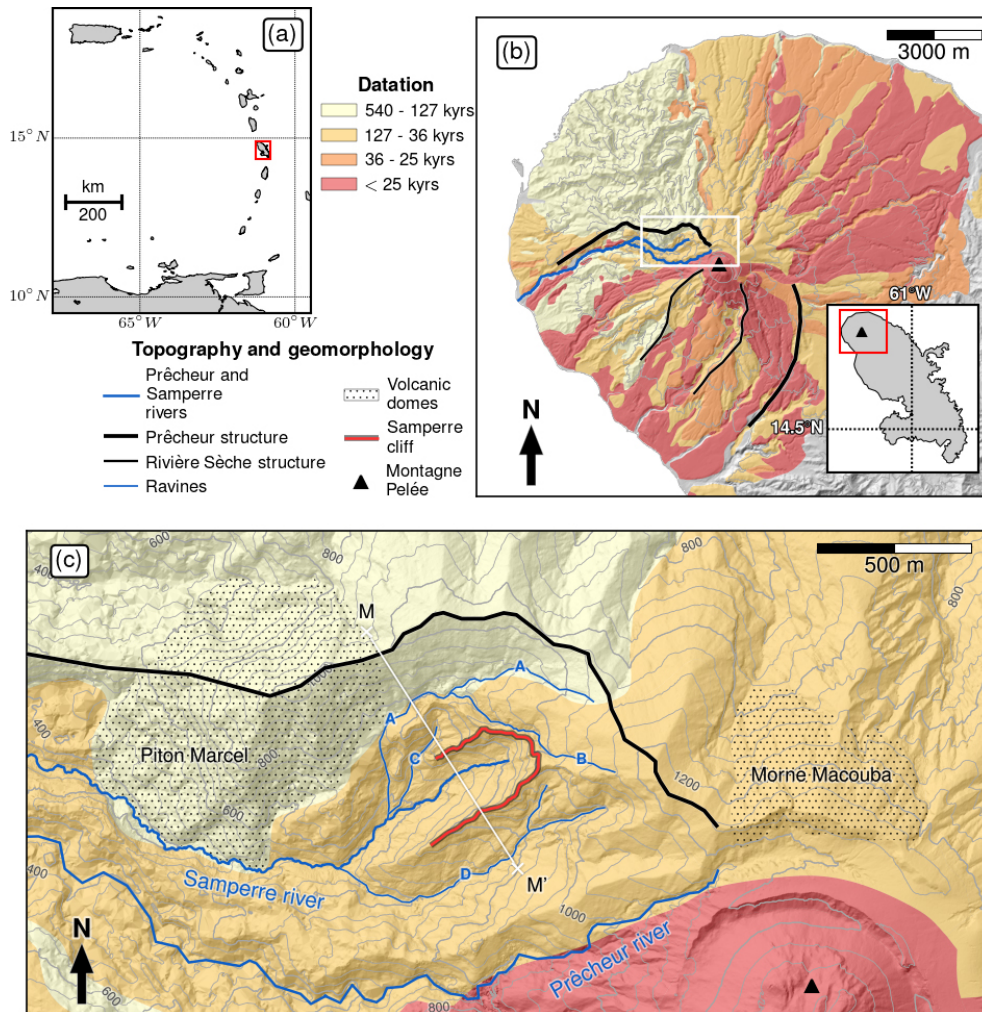 (a)
15° N
km
200
10° N
65° W
60° W
Datation
540 - 127 kyrs
127 - 36 kyrs
36 - 25 kyrs
< 25 kyrs
(b)
3000 m
61°W
14.5°N
N
Topography and geomorphology
Prêcheur and
Samperre
rivers
Prêcheur structure
Rivière Sèche structure
Ravines
Volcanic
domes
Samperre
cliff
Montagne
Pelée
(c)
600
800
500 m
400
400
M
A
A
1000
800
Piton Marcel
800
C
B
1200
Morne Macouba
600
400
D
M'
Samperre river
1000
N
Prêcheur river
600
800